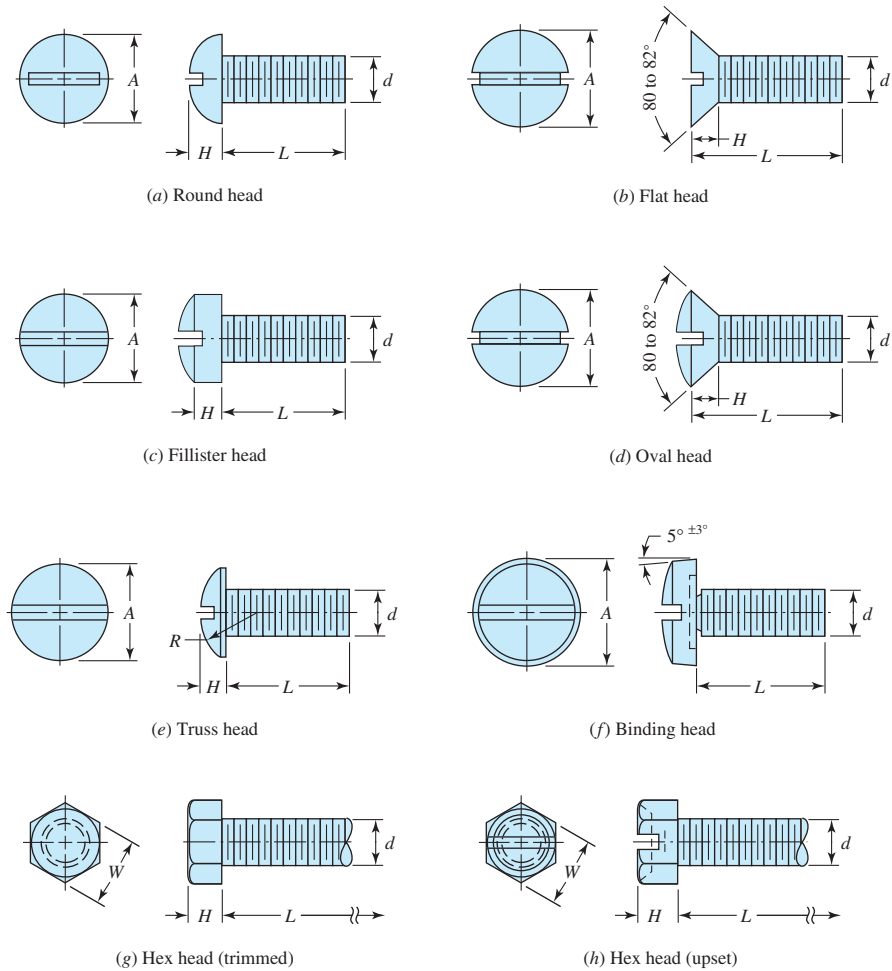 A
d
H
L
(a) Round head
80 to 82°
A
d
H
L
(b) Flat head
A
d
H
L
(c) Fillister head
80 to 82°
A
d
H
L
(d) Oval head
A
d
R
H
L
(e) Truss head
5° ±3°
A
d
L
(f) Binding head
W
d
H
L
(g) Hex head (trimmed)
W
d
H
L
(h) Hex head (upset)